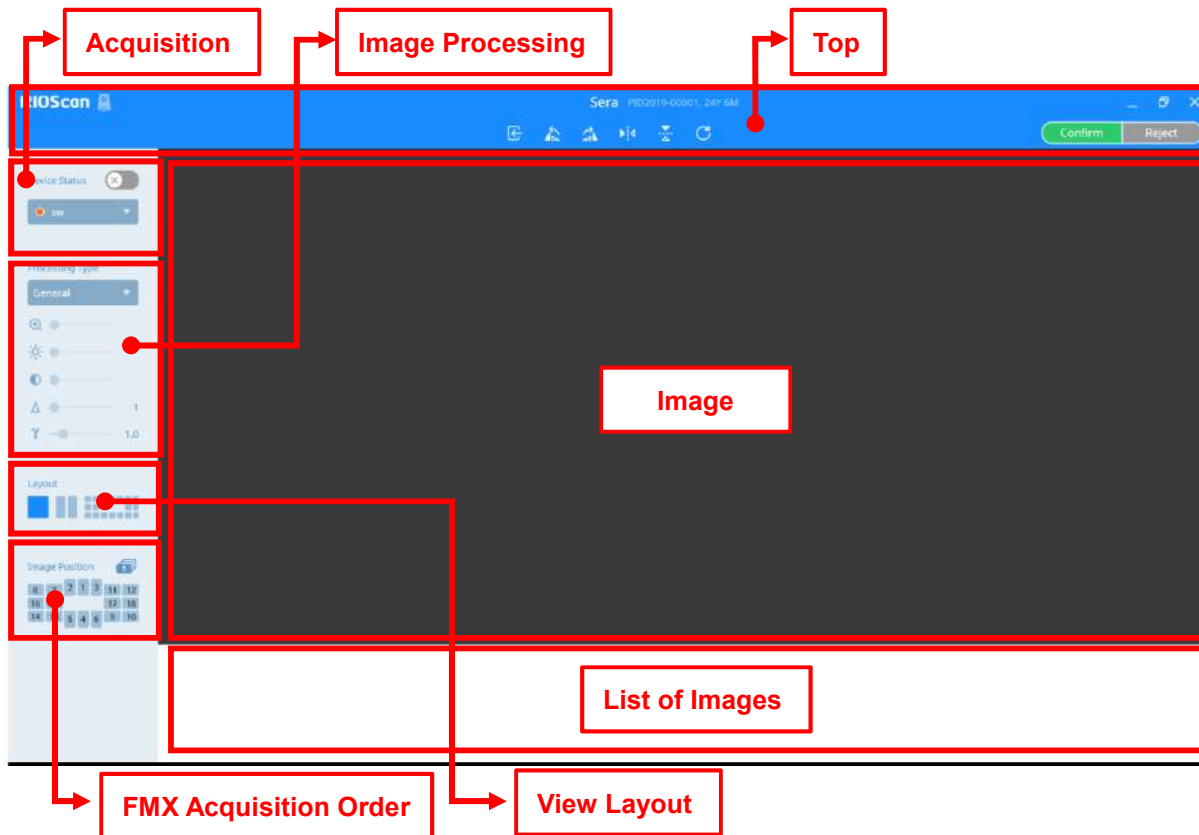 Acquisition
Image Processing
Top
RIOScan
Sera PID2019-00001, 24Y 6M
Confirm Reject
Device Status
sw
Processing Type
General
1
1.0
Image
Layout
Image Position
1
8 2 1 3 11 12
16 17 18
14 5 4 6 9 10
List of Images
FMX Acquisition Order
View Layout